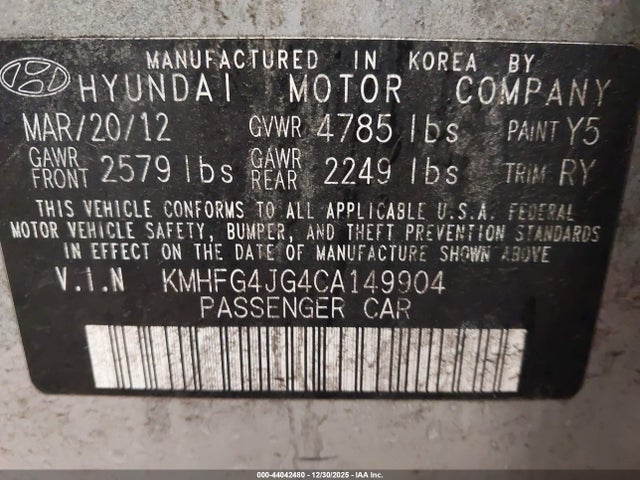 MANUFACTURED IN KOREA BY
HYUNDAI MOTOR COMPANY
MAR/20/12 GVWR 4785 lbs PAINT Y5
GAWR FRONT 2579 lbs GAWR REAR 2249 lbs TRIM RY
THIS VEHICLE CONFORMS TO ALL APPLICABLE U.S.A. FEDERAL
MOTOR VEHICLE SAFETY, BUMPER, AND THEFT PREVENTION STANDARDS
IN EFFECT ON THE DATE OF MANUFACTURE SHOWN ABOVE
V.I.N KMHFG4JG4CA149904
PASSENGER CAR
000-44042480 - 12/30/2025 - IAA Inc.